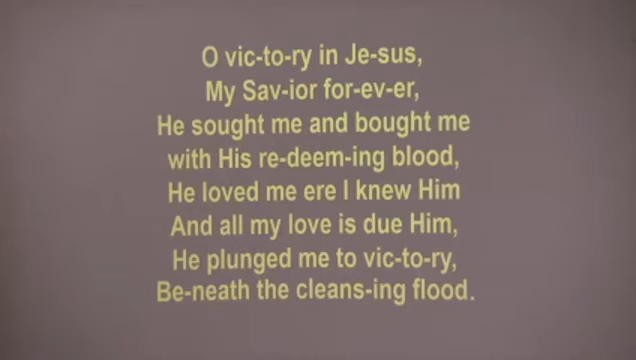 O vic-to-ry in Je-sus,
My Sav-ior for-ev-er,
He sought me and bought me
with His re-deem-ing blood,
He loved me ere I knew Him
And all my love is due Him,
He plunged me to vic-to-ry,
Be-neath the cleans-ing flood.